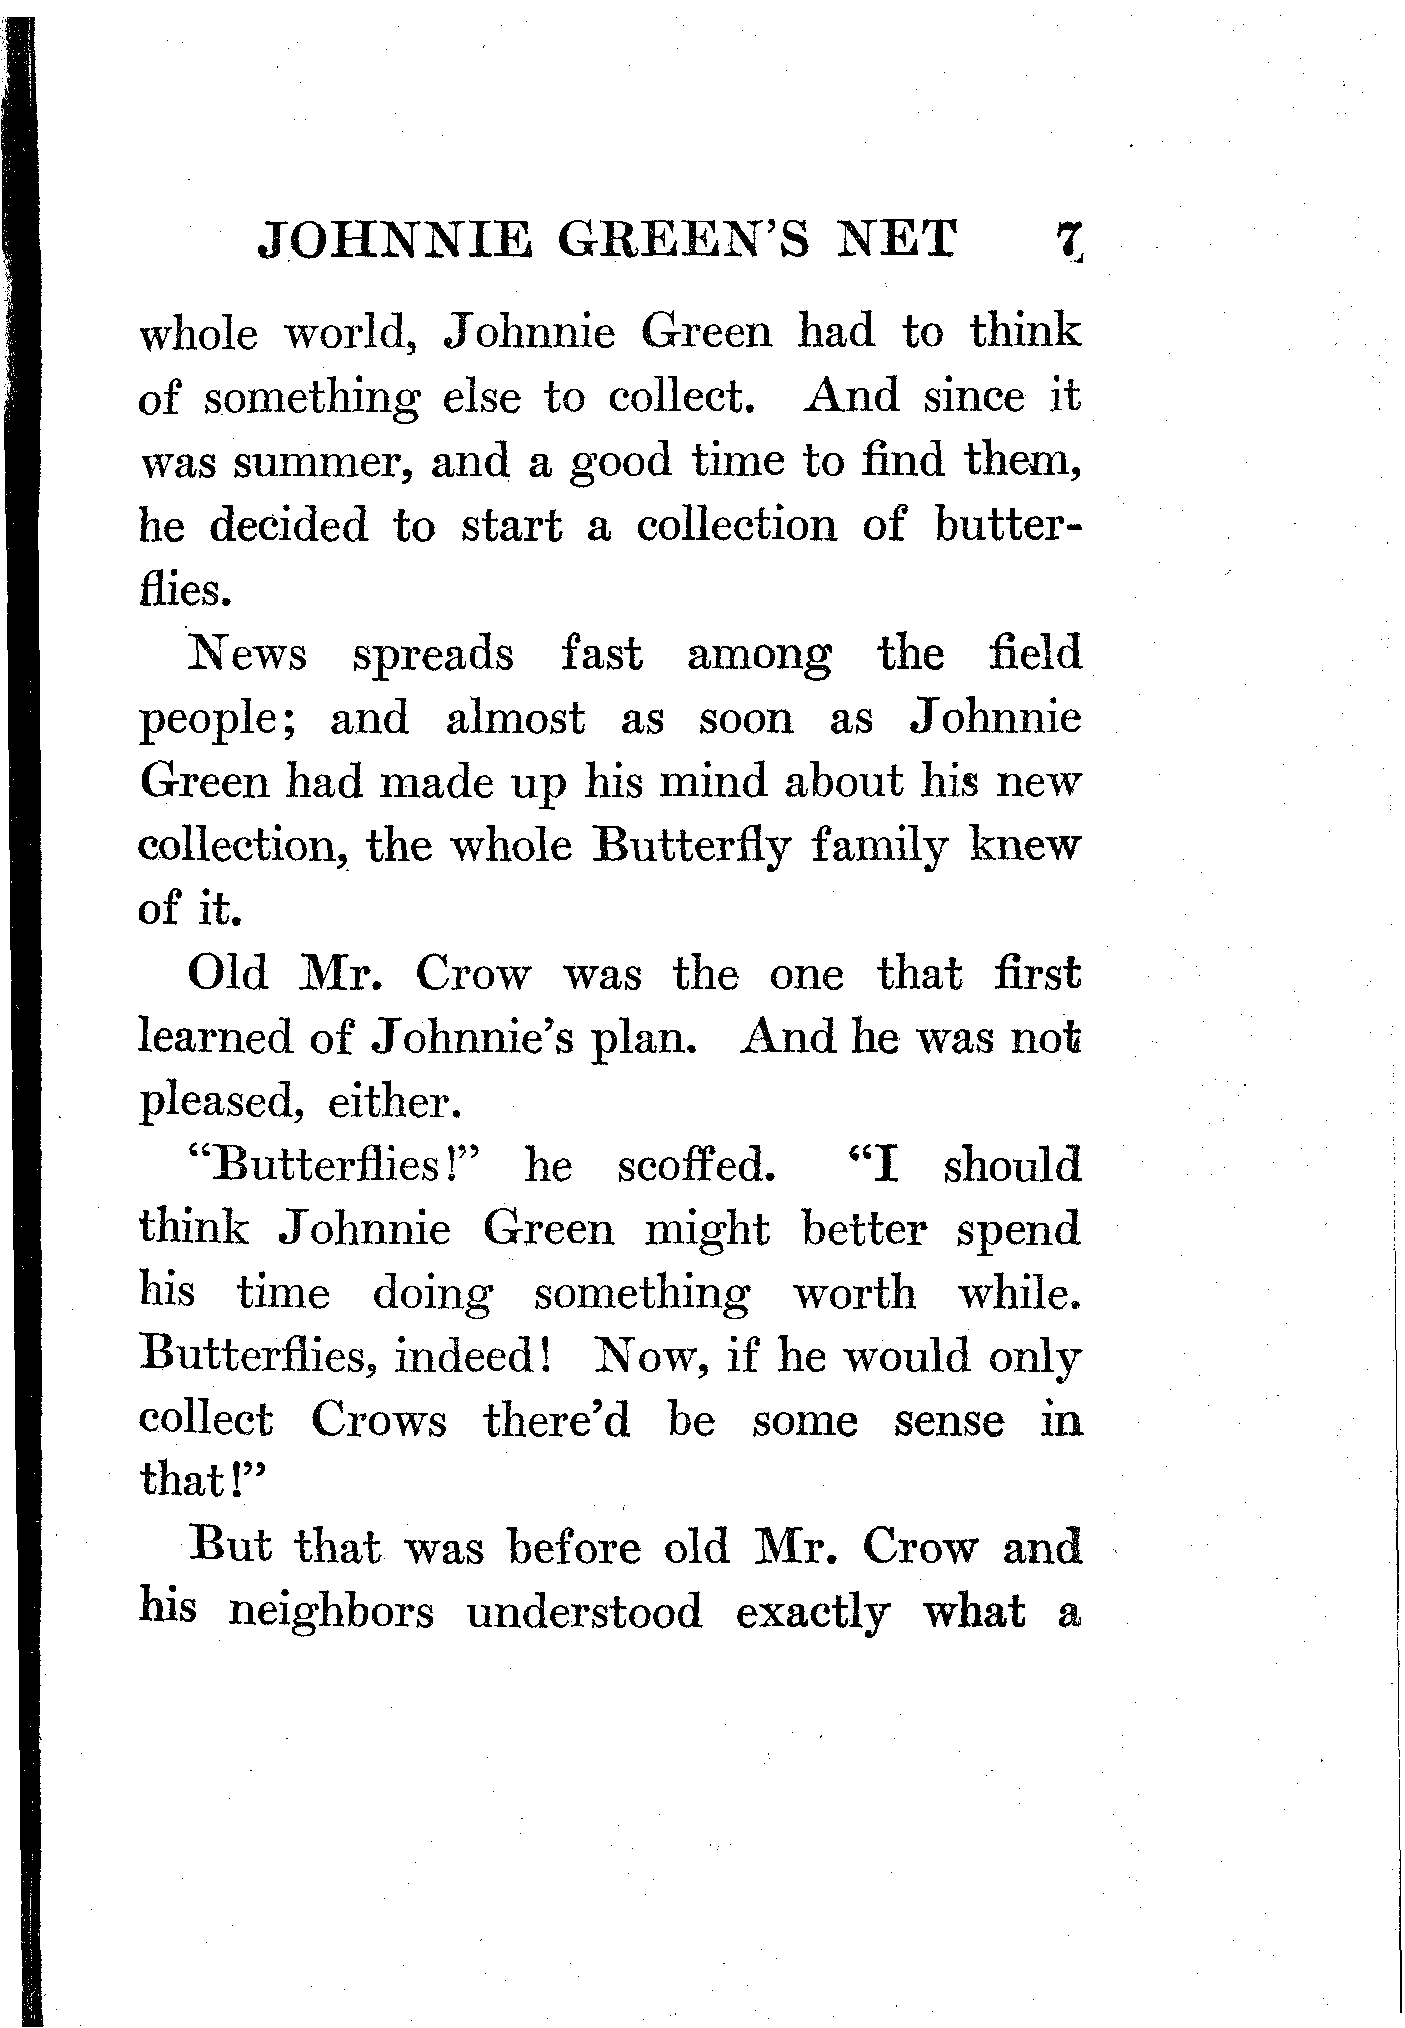 JOHNNIE GREEN'S NET 7
whole world, Johnnie Green had to think
of something else to collect. And since it
was summer, and a good time to find them,
he decided to start a collection of butter-
flies.
News spreads fast among the field
people; and almost as soon as Johnnie
Green had made up his mind about his new
collection, the whole Butterfly family knew
of it.
Old Mr. Crow was the one that first
learned of Johnnie's plan. And he was not
pleased, either.
“Butterflies!” he scoffed. “I should
think Johnnie Green might better spend
his time doing something worth while.
Butterflies, indeed! Now, if he would only
collect Crows there'd be some sense in
that!”
But that was before old Mr. Crow and
his neighbors understood exactly what a